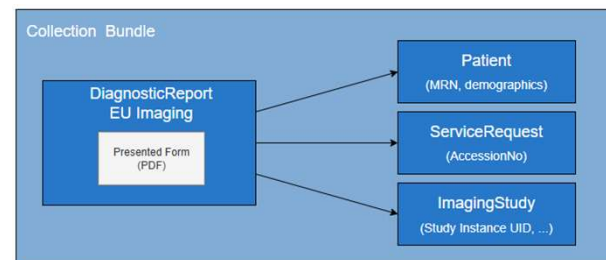 Collection Bundle
DiagnosticReport
EU Imaging
Presented Form
(PDF)
Patient
(MRN, demographics)
ServiceRequest
(AccessionNo)
ImagingStudy
(Study Instance UID, ...)